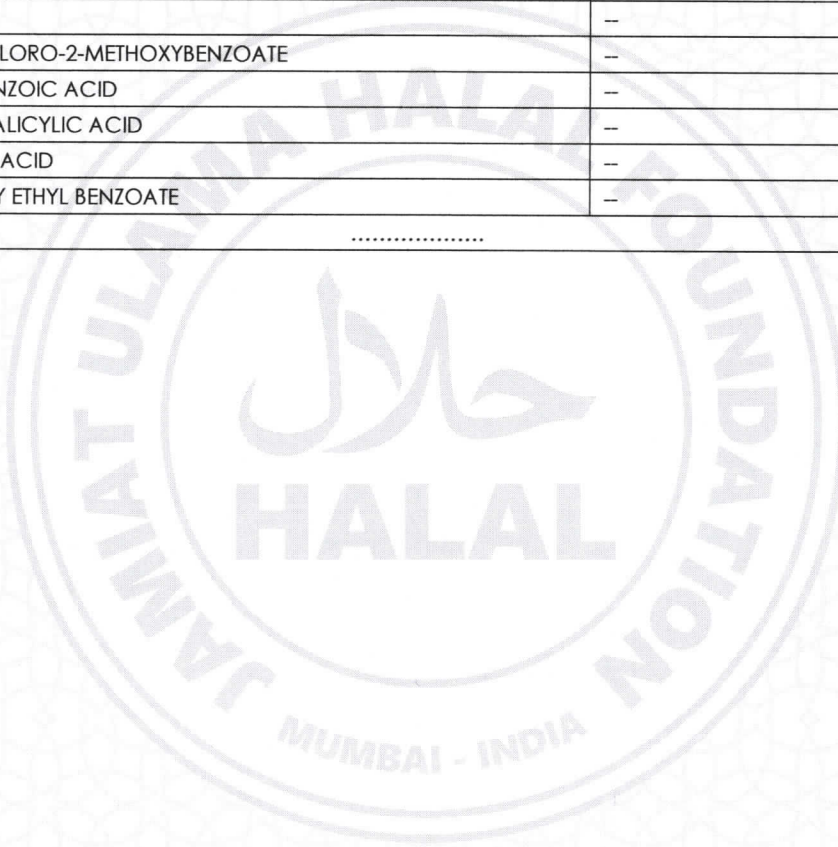 --
LORO-2-METHOXYBENZOATE --
NZOIC ACID --
ALICYLIC ACID --
ACID --
Y ETHYL BENZOATE --
...................
JAMIAT ULAMA HALAL FOUNDATION
حلال
HALAL
MUMBAI - INDIA